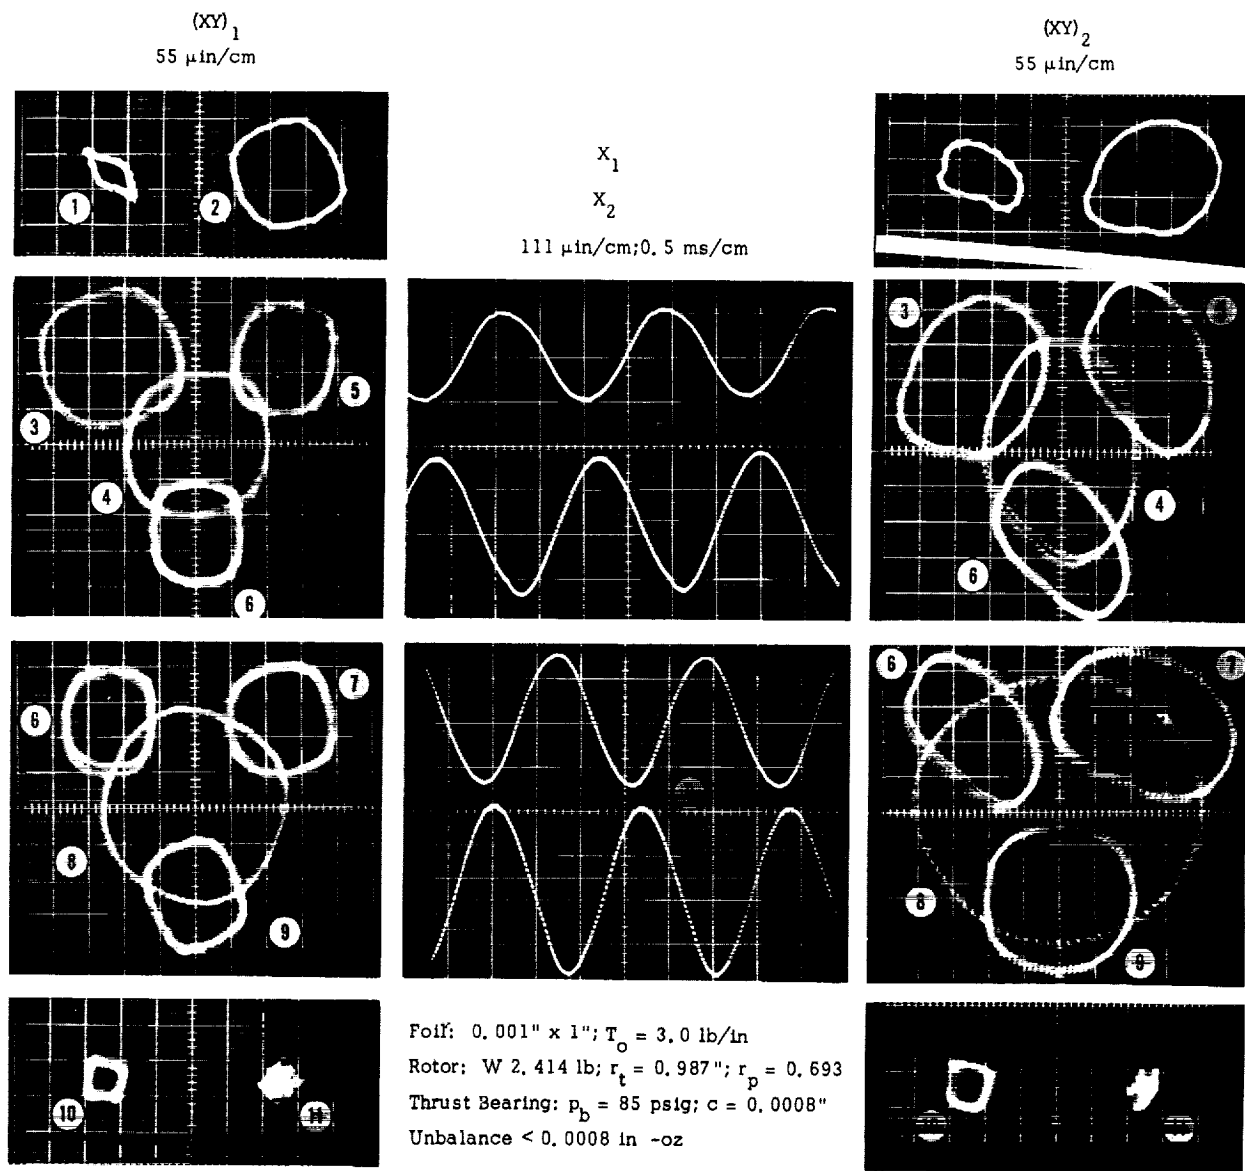 (XY)1
55 µin/cm
(XY)2
55 µin/cm
X1
X2
111 µin/cm;0.5 ms/cm
1
2
3
5
4
6
3
4
6
6
7
8
9
6
7
8
9
10
11
Foil: 0.001" x 1"; To = 3.0 lb/in
Rotor: W 2.414 lb; rt = 0.987"; rp = 0.693
Thrust Bearing: pb = 85 psig; c = 0.0008"
Unbalance < 0.0008 in -oz